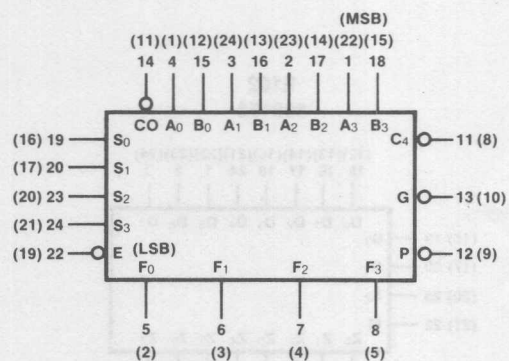 (MSB)
(11) (1) (12) (24) (13) (23) (14) (22) (15)
14 4 15 3 16 2 17 1 18
CO A0 B0 A1 B1 A2 B2 A3 B3
(16) 19 S0 C4 11 (8)
(17) 20 S1
(20) 23 S2 G 13 (10)
(21) 24 S3
(19) 22 E (LSB) P 12 (9)
F0 F1 F2 F3
5 6 7 8
(2) (3) (4) (5)